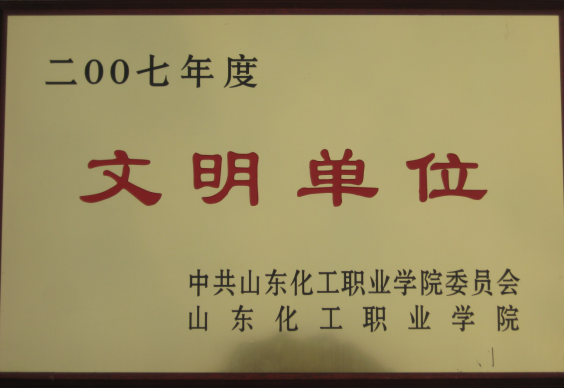 二00七年度
文明单位
中共山东化工职业学院委员会
山东化工职业学院